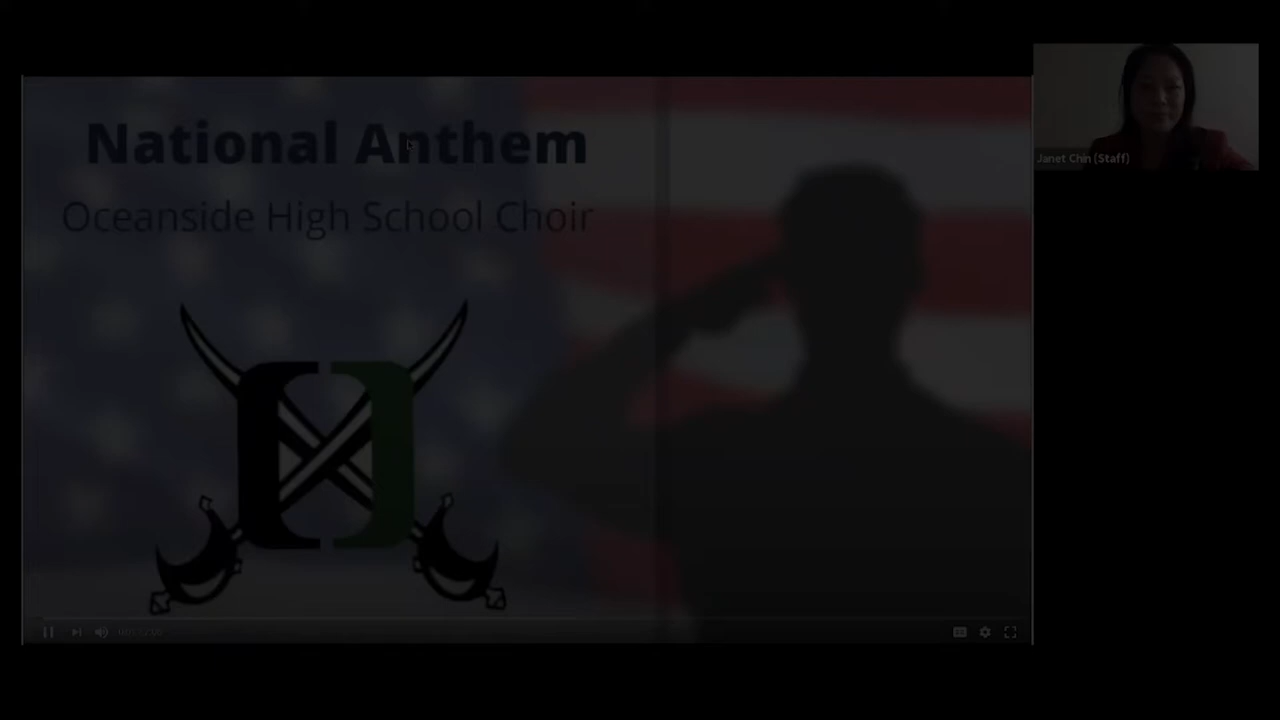 National Anthem
Oceanside High School Choir
Janet Chin (Staff)